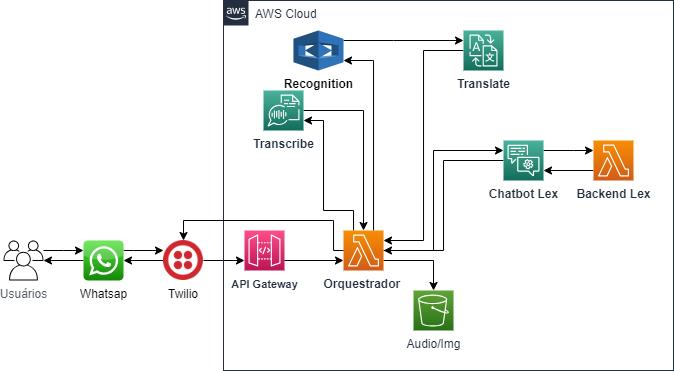 aws
AWS Cloud
Recognition
Translate
Transcribe
Chatbot Lex
Backend Lex
Usuários
Whatsap
Twilio
API Gateway
Orquestrador
Audio/Img